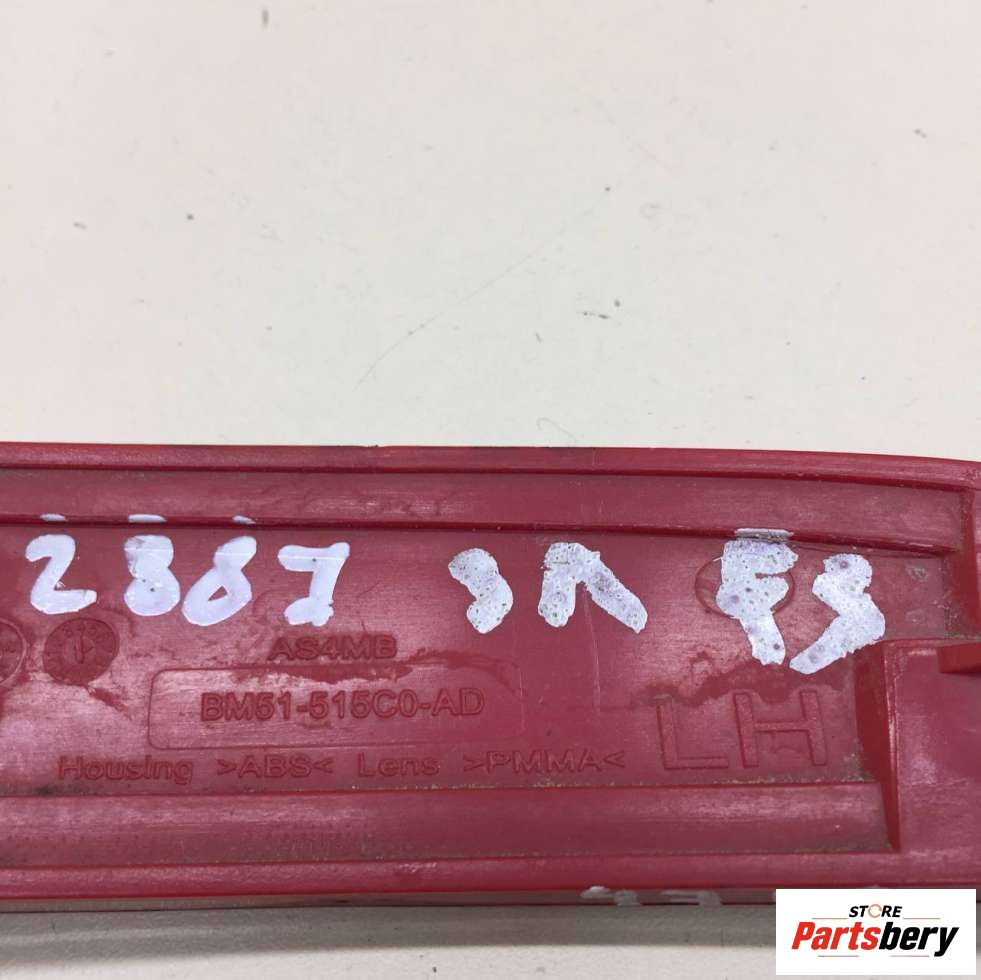 2887
AS4MB
BM51-515C0-AD
LH
Housing >ABS< Lens >PMMA<
STORE
Partsbery